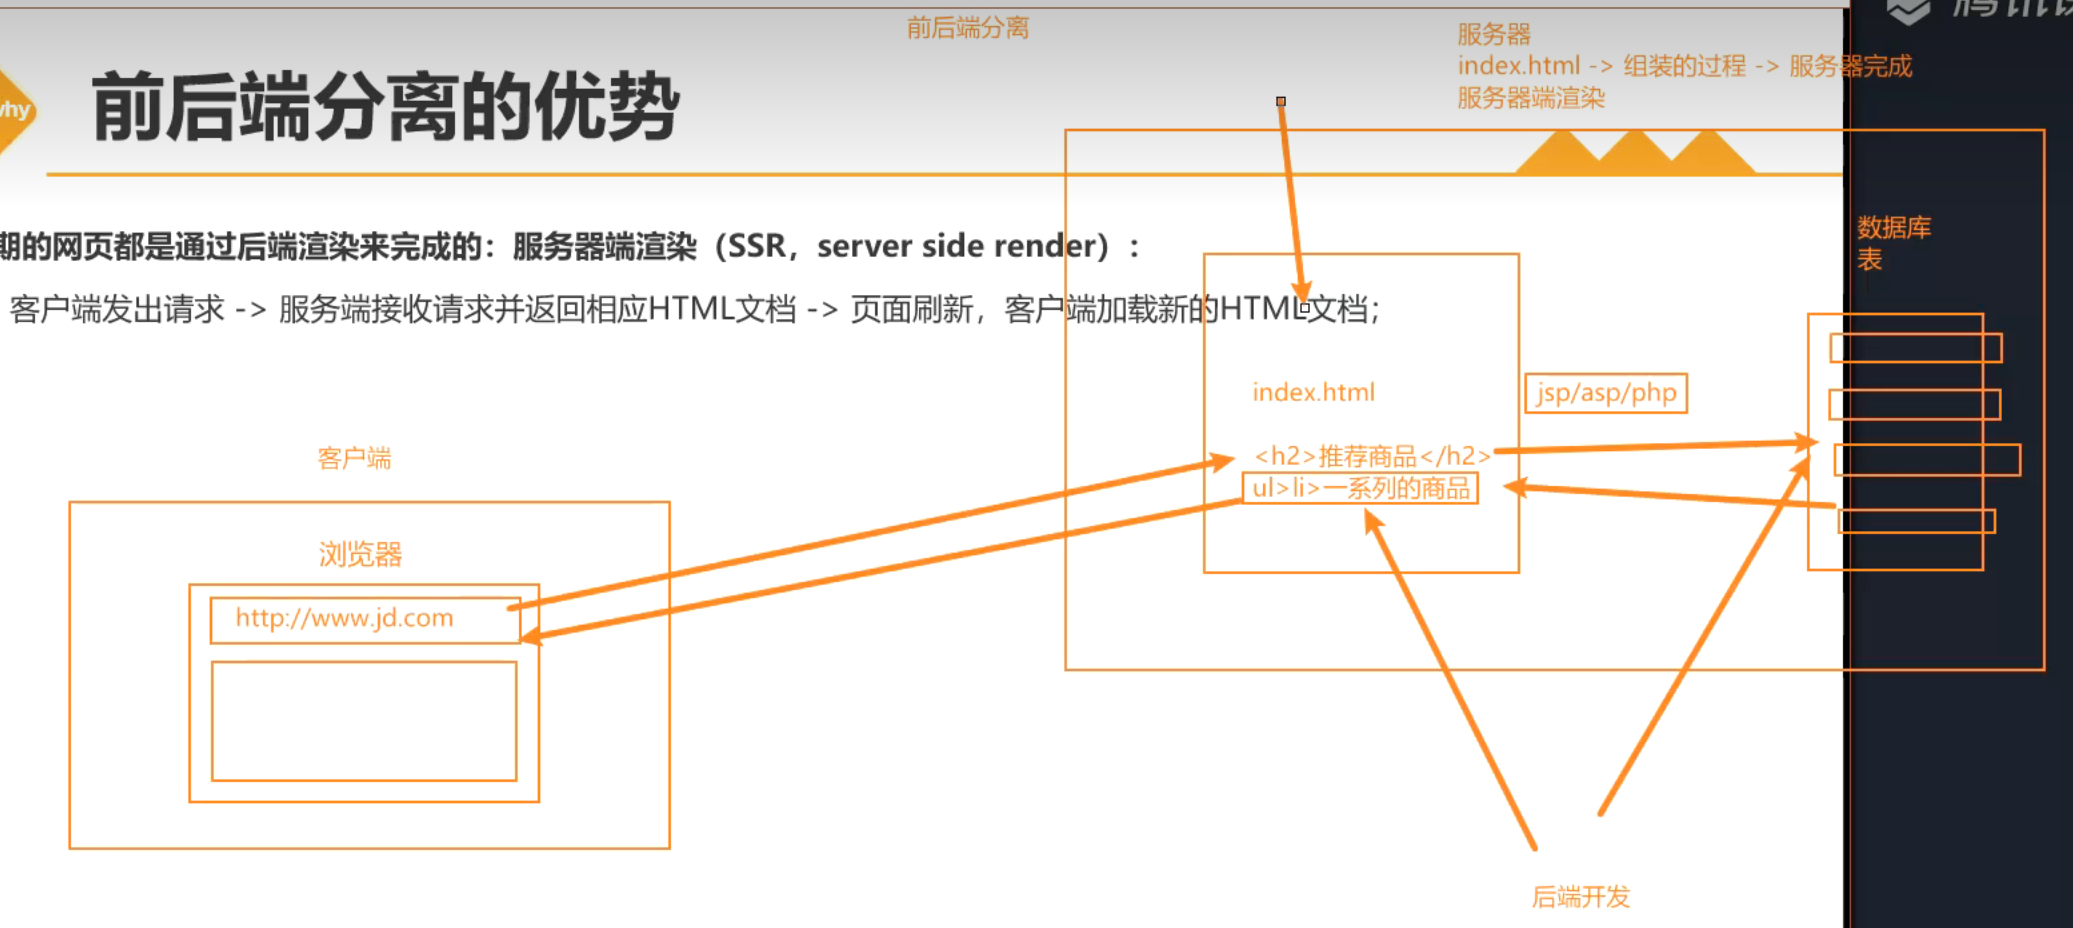 前后端分离
服务器
index.html -> 组装的过程 -> 服务器完成
服务器端渲染
腾讯
why
前后端分离的优势
期的网页都是通过后端渲染来完成的：服务器端渲染（SSR，server side render）：
客户端发出请求 -> 服务端接收请求并返回相应HTML文档 -> 页面刷新，客户端加载新的HTML文档；
数据库
表
index.html
jsp/asp/php
<h2>推荐商品</h2>
ul>li>一系列的商品
客户端
浏览器
http://www.jd.com
后端开发